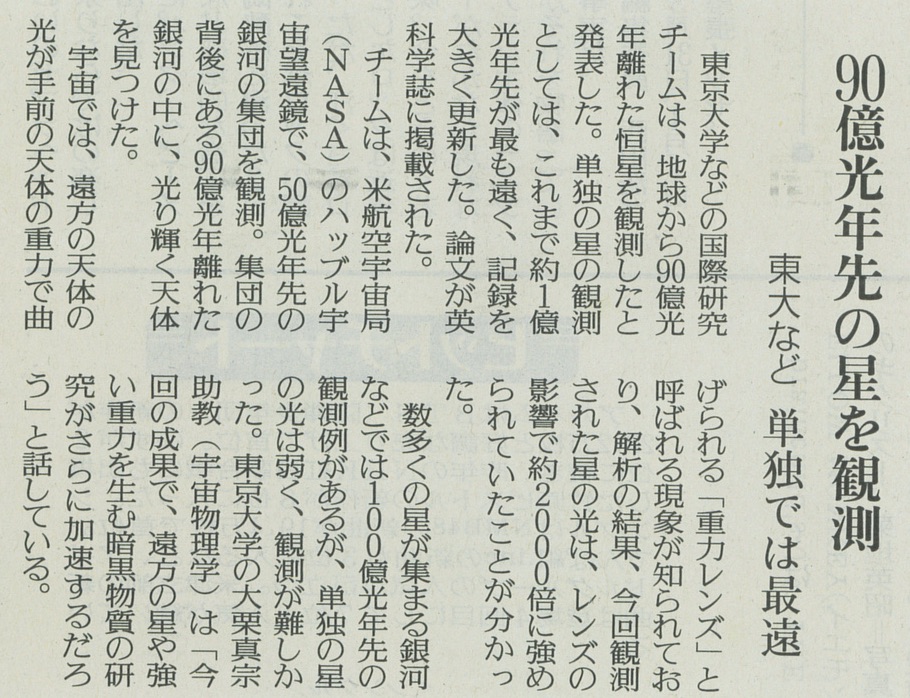 90億光年先の星を観測
東大など 単独では最遠
東京大学などの国際研究
チームは、地球から90億光
年離れた恒星を観測したと
発表した。単独の星の観測
としては、これまで約1億
光年先が最も遠く、記録を
大きく更新した。論文が英
科学誌に掲載された。
チームは、米航空宇宙局
（NASA）のハッブル宇
宙望遠鏡で、50億光年先の
銀河の集団を観測。集団の
背後にある90億光年離れた
銀河の中に、光り輝く天体
を見つけた。
宇宙では、遠方の天体の
光が手前の天体の重力で曲
げられる「重力レンズ」と
呼ばれる現象が知られてお
り、解析の結果、今回観測
された星の光は、レンズの
影響で約2000倍に強め
られていたことが分かっ
た。
数多くの星が集まる銀河
などでは100億光年先の
観測例があるが、単独の星
の光は弱く、観測が難しか
った。東京大学の大栗真宗
助教（宇宙物理学）は「今
回の成果で、遠方の星や強
い重力を生む暗黒物質の研
究がさらに加速するだろ
う」と話している。